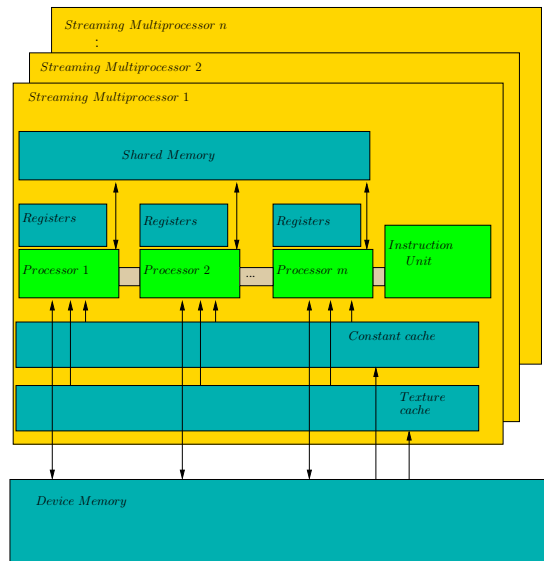 Streaming Multiprocessor n
:
Streaming Multiprocessor 2
Streaming Multiprocessor 1
Shared Memory
Registers
Registers
Registers
Processor 1
Processor 2
...
Processor m
Instruction
Unit
Constant cache
Texture
cache
Device Memory